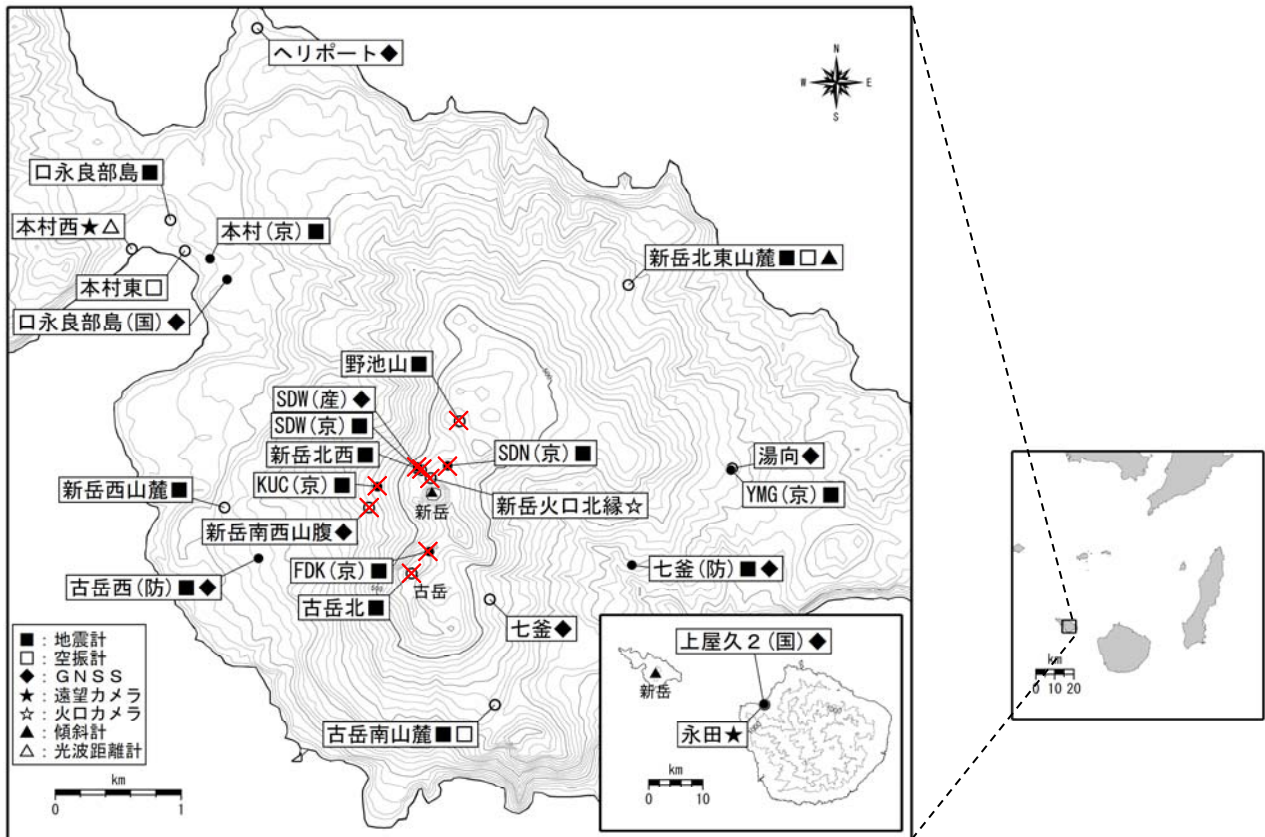 ヘリポート◆
N
W E
S
口永良部島■
本村西★△
本村(京)■
新岳北東山麓■□▲
本村東□
口永良部島(国)◆
野池山■
SDW(産)◆
SDW(京)■
新岳北西■
SDN(京)■
湯向◆
KUC(京)■
新岳西山麓■
YMG(京)■
新岳火口北縁☆
新岳
新岳南西山腹◆
FDK(京)■
七釜(防)■◆
古岳西(防)■◆
古岳北■
古岳
七釜◆
■：地震計
□：空振計
◆：ＧＮＳＳ
★：遠望カメラ
☆：火口カメラ
▲：傾斜計
△：光波距離計
古岳南山麓■□
km
0 1
上屋久２(国)◆
新岳
永田★
km
0 10
km
0 10 20